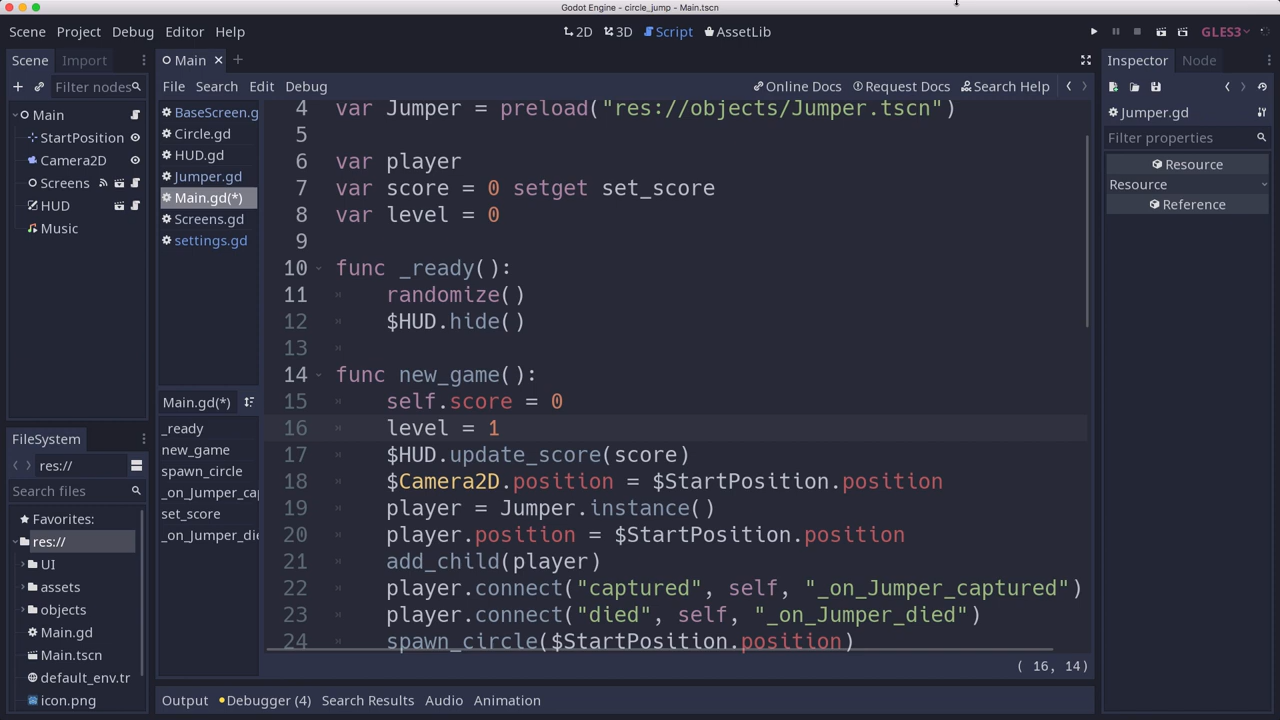 Godot Engine - circle_jump - Main.tscn
Scene Project Debug Editor Help
2D 3D Script AssetLib
GLES3
Scene Import
Filter nodes
Main
StartPosition
Camera2D
Screens
HUD
Music
FileSystem
res://
Search files
Favorites:
res://
UI
assets
objects
Main.gd
Main.tscn
default_env.tr
icon.png
Main
File Search Edit Debug
Online Docs Request Docs Search Help
BaseScreen.g
Circle.gd
HUD.gd
Jumper.gd
Main.gd(*)
Screens.gd
settings.gd
Main.gd(*)
_ready
new_game
spawn_circle
_on_Jumper_ca
set_score
_on_Jumper_die
4 var Jumper = preload("res://objects/Jumper.tscn")
5
6 var player
7 var score = 0 setget set_score
8 var level = 0
9
10 func _ready():
11 randomize()
12 $HUD.hide()
13
14 func new_game():
15 self.score = 0
16 level = 1
17 $HUD.update_score(score)
18 $Camera2D.position = $StartPosition.position
19 player = Jumper.instance()
20 player.position = $StartPosition.position
21 add_child(player)
22 player.connect("captured", self, "_on_Jumper_captured")
23 player.connect("died", self, "_on_Jumper_died")
24 spawn_circle($StartPosition.position)
( 16, 14)
Output Debugger (4) Search Results Audio Animation
Inspector Node
Jumper.gd
Filter properties
Resource
Resource
Reference